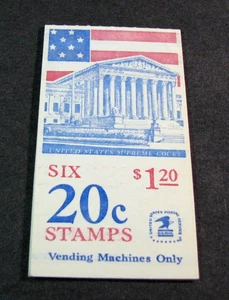 UNITED STATES SUPREME COURT
SIX $1.20
20c
STAMPS
Vending Machines Only